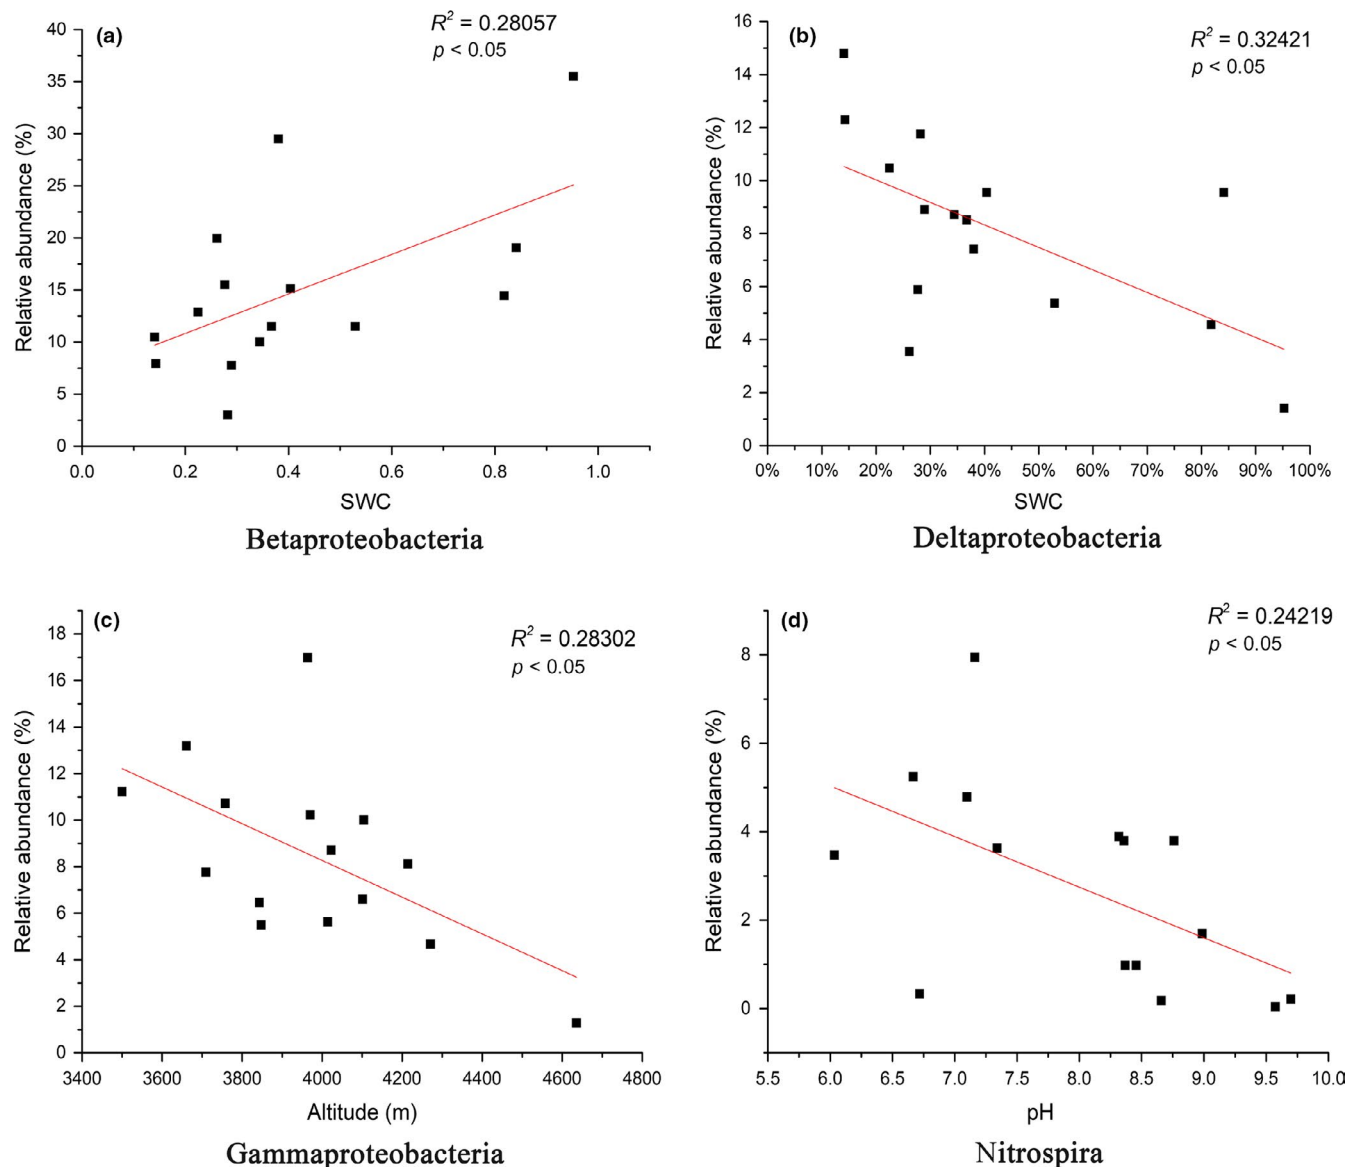 (a)
R² = 0.28057
p < 0.05
Relative abundance (%)
40
35
30
25
20
15
10
5
0
0.0 0.2 0.4 0.6 0.8 1.0
SWC
Betaproteobacteria
(b)
R² = 0.32421
p < 0.05
Relative abundance (%)
16
14
12
10
8
6
4
2
0
0% 10% 20% 30% 40% 50% 60% 70% 80% 90% 100%
SWC
Deltaproteobacteria
(c)
R² = 0.28302
p < 0.05
Relative abundance (%)
18
16
14
12
10
8
6
4
2
0
3400 3600 3800 4000 4200 4400 4600 4800
Altitude (m)
Gammaproteobacteria
(d)
R² = 0.24219
p < 0.05
Relative abundance (%)
8
6
4
2
0
5.5 6.0 6.5 7.0 7.5 8.0 8.5 9.0 9.5 10.0
pH
Nitrospira